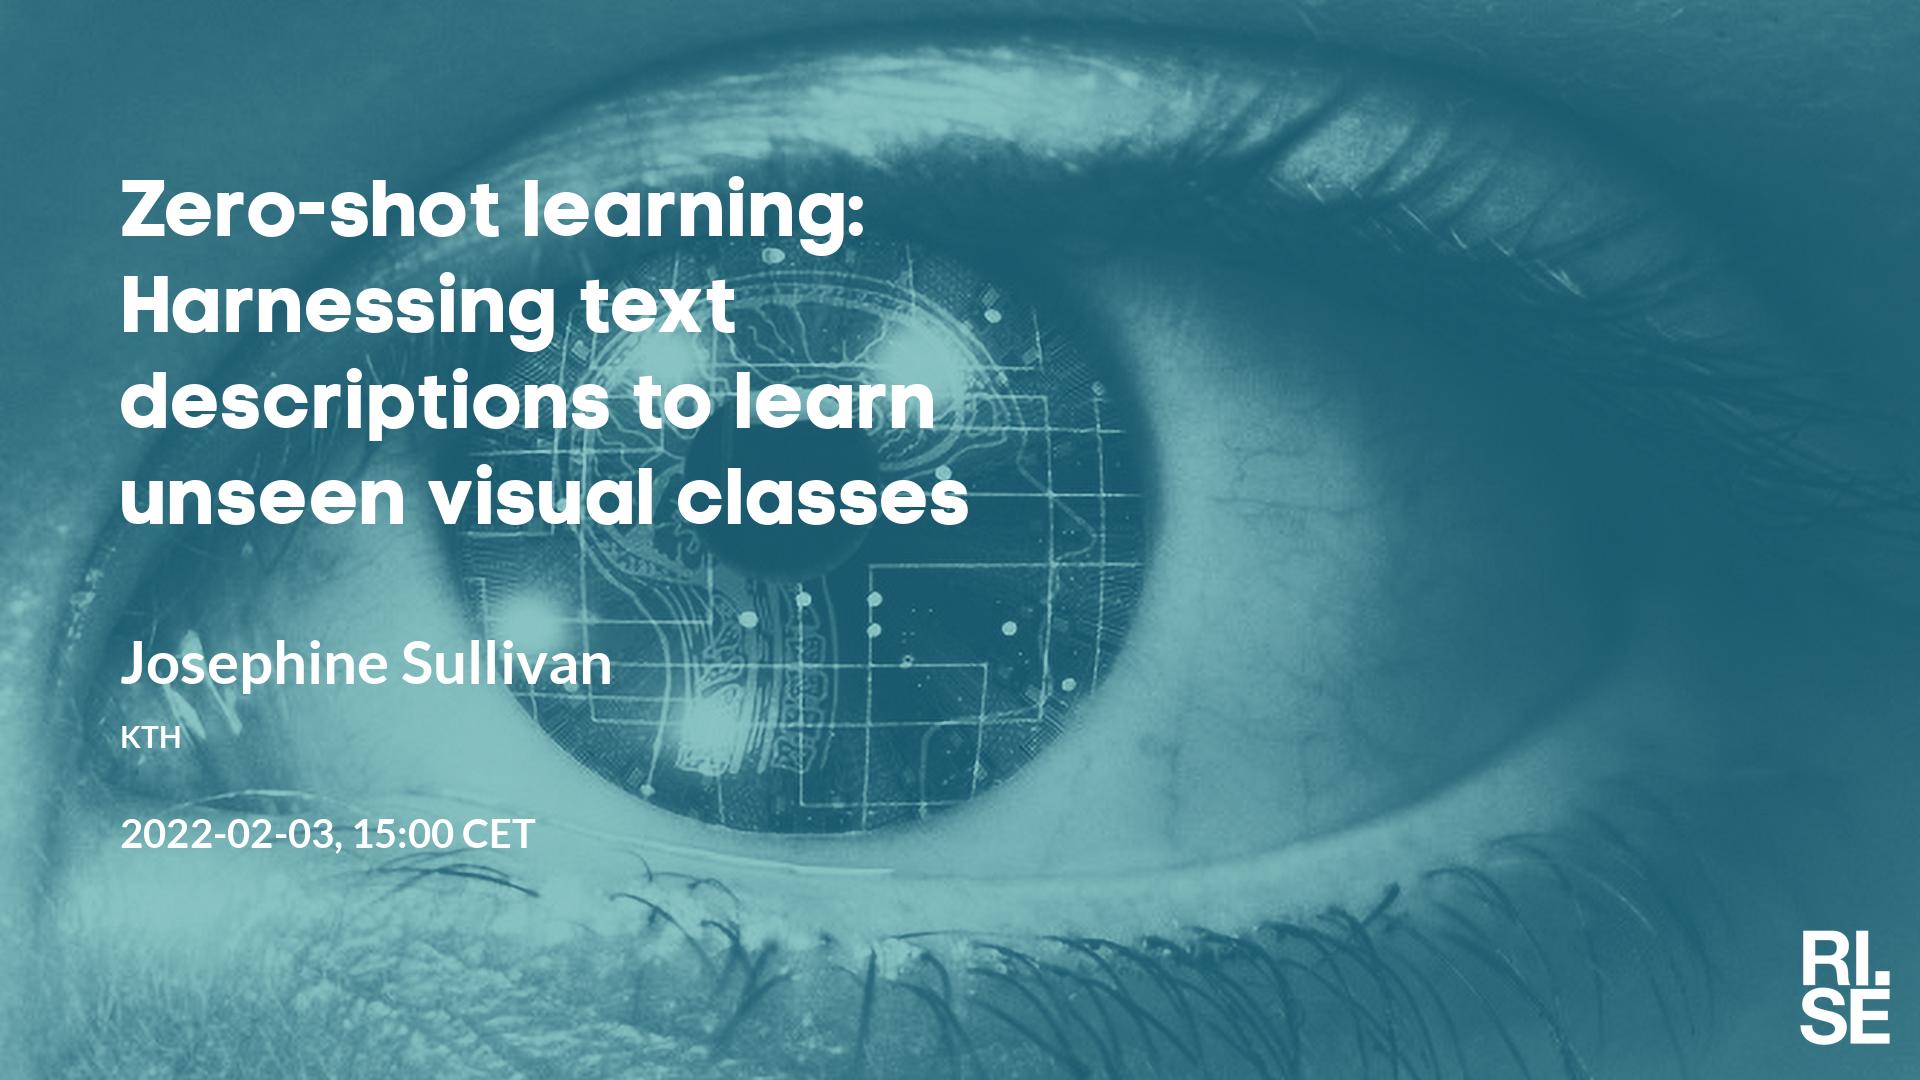 Zero-shot learning:
Harnessing text
descriptions to learn
unseen visual classes
Josephine Sullivan
KTH
2022-02-03, 15:00 CET
RI.
SE